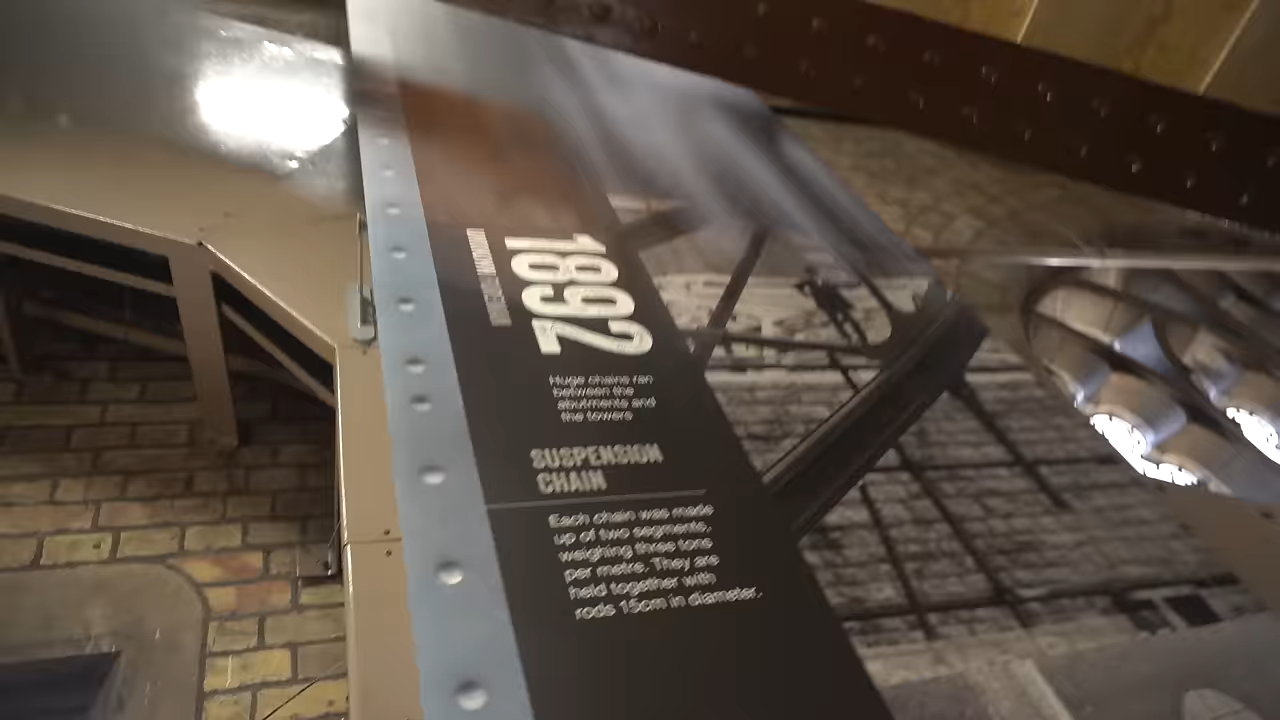 1892
Huge chains ran
between the
abutments and
the towers
SUSPENSION
CHAIN
Each chain was made
up of two segments,
weighing three tons
per metre. They are
held together with
rods 15cm in diameter.